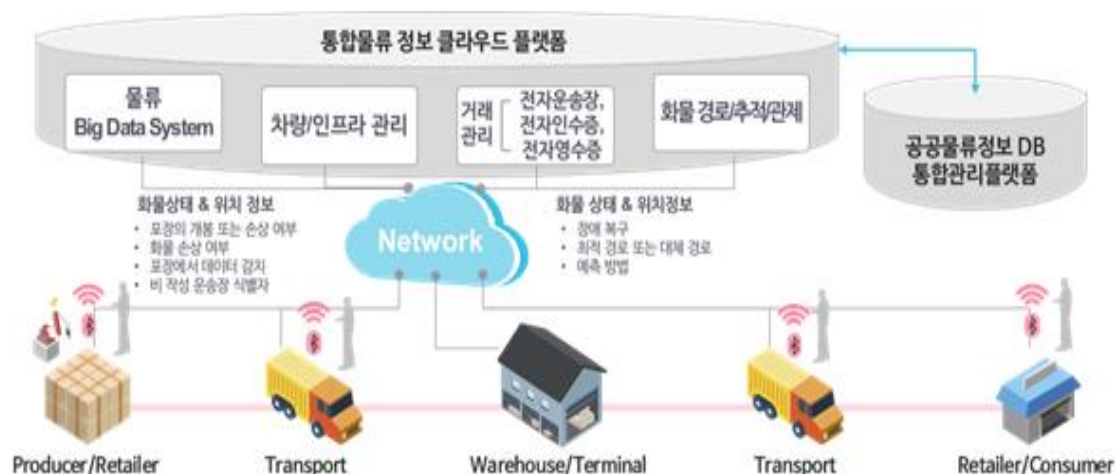 통합물류 정보 클라우드 플랫폼
물류
Big Data System
차량/인프라 관리
거래
관리
전자운송장,
전자인수증,
전자영수증
화물 경로/추적/관제
공공물류정보 DB
통합관리플랫폼
화물상태 & 위치 정보
• 포장의 개봉 또는 손상 여부
• 화물 손상 여부
• 포장에서 데이터 감지
• 비 작성 운송장 식별자
Network
화물 상태 & 위치정보
• 장애 복구
• 최적 경로 또는 대체 경로
• 예측 방법
Producer/Retailer
Transport
Warehouse/Terminal
Transport
Retailer/Consumer